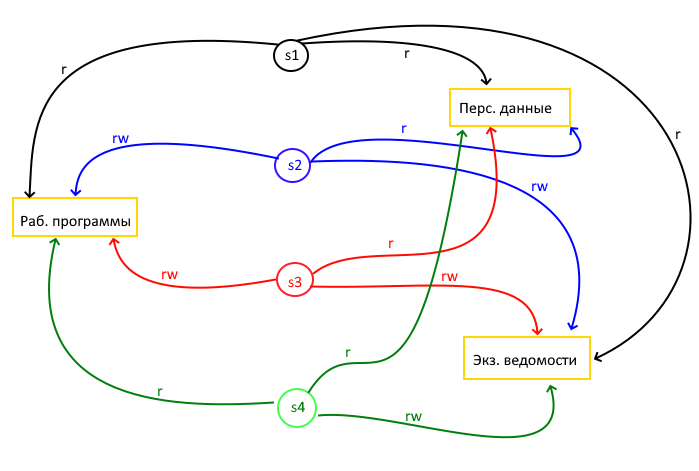 s1
r
r
Перс. данные
r
r
rw
s2
rw
Раб. программы
r
rw
s3
rw
r
Экз. ведомости
r
s4
rw